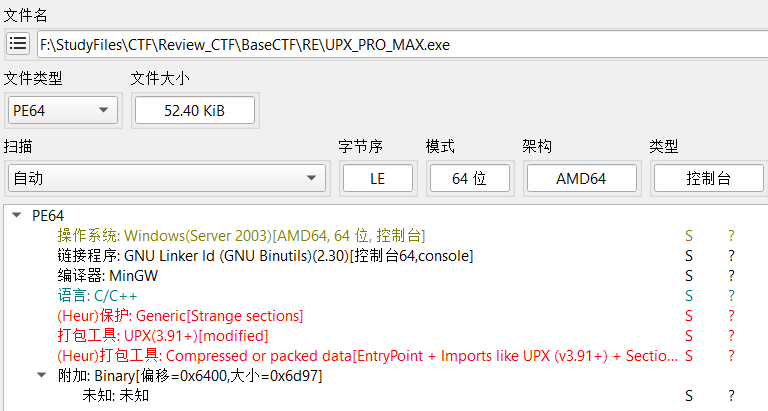 文件名
F:\StudyFiles\CTF\Review_CTF\BaseCTF\RE\UPX_PRO_MAX.exe
文件类型 文件大小
PE64 52.40 KiB
扫描 字节序 模式 架构 类型
自动 LE 64 位 AMD64 控制台
PE64
操作系统: Windows(Server 2003)[AMD64, 64 位, 控制台] S ?
链接程序: GNU Linker ld (GNU Binutils)(2.30)[控制台64,console] S ?
编译器: MinGW S ?
语言: C/C++ S ?
(Heur)保护: Generic[Strange sections] S ?
打包工具: UPX(3.91+)[modified] S ?
(Heur)打包工具: Compressed or packed data[EntryPoint + Imports like UPX (v3.91+) + Sectio... S ?
附加: Binary[偏移=0x6400,大小=0x6d97]
未知: 未知 S ?